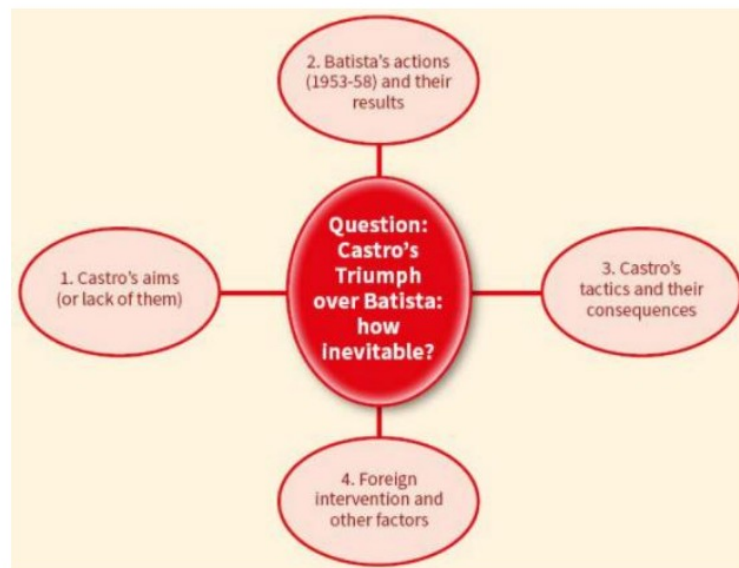 2. Batista's actions
(1953-58) and their
results
Question:
Castro's
Triumph
over Batista:
how
inevitable?
1. Castro's aims
(or lack of them)
3. Castro's
tactics and their
consequences
4. Foreign
intervention and
other factors